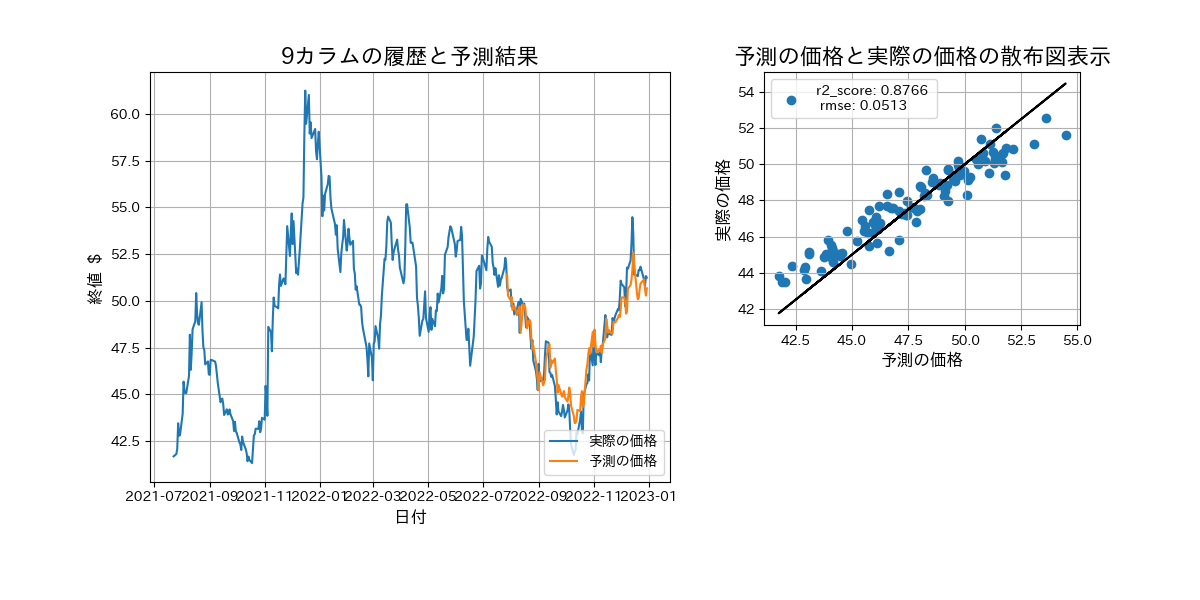 9カラムの履歴と予測結果
終値 $
60.0
57.5
55.0
52.5
50.0
47.5
45.0
42.5
実際の価格
予測の価格
2021-07 2021-09 2021-11 2022-01 2022-03 2022-05 2022-07 2022-09 2022-11 2023-01
日付
予測の価格と実際の価格の散布図表示
r2_score: 0.8766
rmse: 0.0513
実際の価格
54
52
50
48
46
44
42
42.5 45.0 47.5 50.0 52.5 55.0
予測の価格